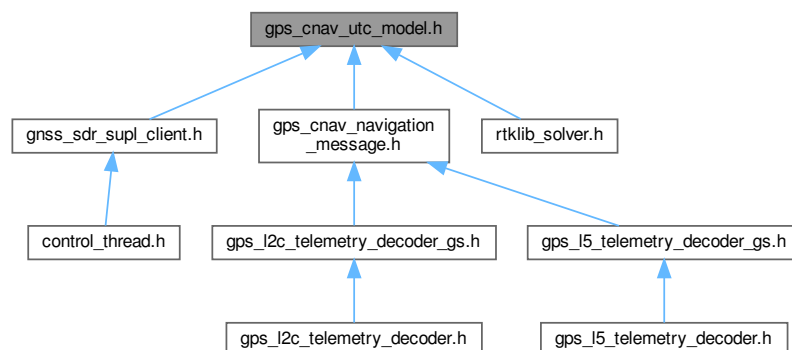 gps_cnav_utc_model.h
gnss_sdr_supl_client.h
gps_cnav_navigation
_message.h
rtklib_solver.h
control_thread.h
gps_l2c_telemetry_decoder_gs.h
gps_l5_telemetry_decoder_gs.h
gps_l2c_telemetry_decoder.h
gps_l5_telemetry_decoder.h